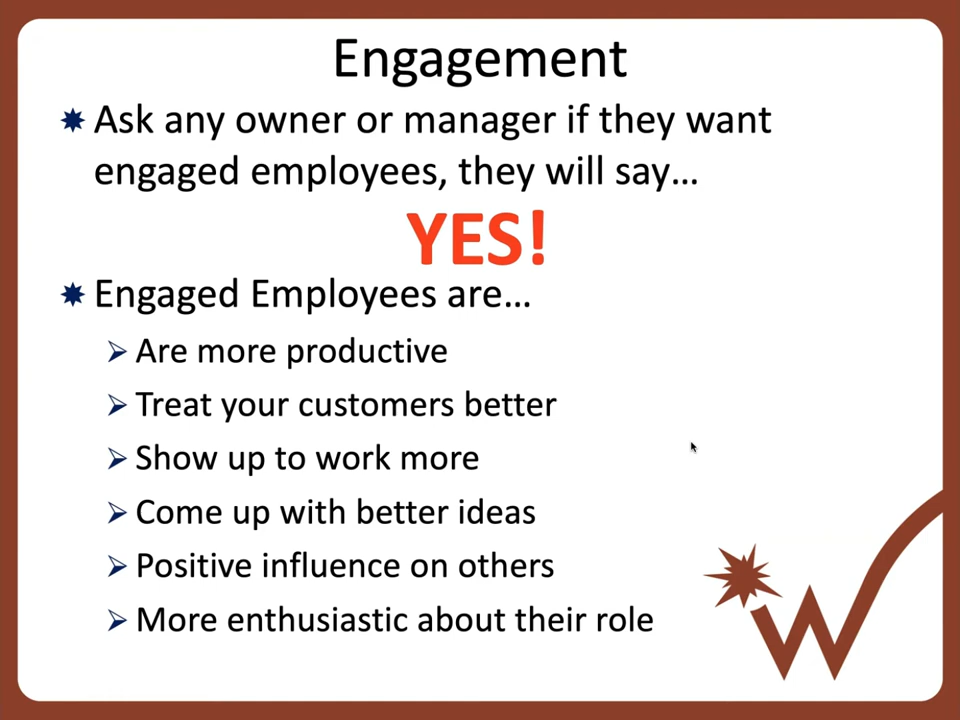 Engagement
Ask any owner or manager if they want
engaged employees, they will say…
YES!
Engaged Employees are…
Are more productive
Treat your customers better
Show up to work more
Come up with better ideas
Positive influence on others
More enthusiastic about their role
W